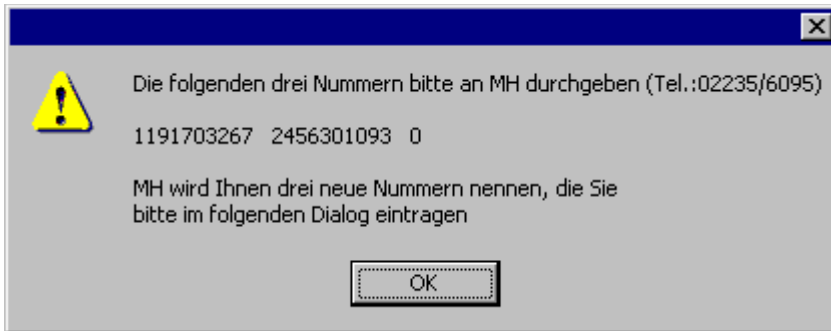 Die folgenden drei Nummern bitte an MH durchgeben (Tel.:02235/6095)
1191703267 2456301093 0
MH wird Ihnen drei neue Nummern nennen, die Sie
bitte im folgenden Dialog eintragen
OK